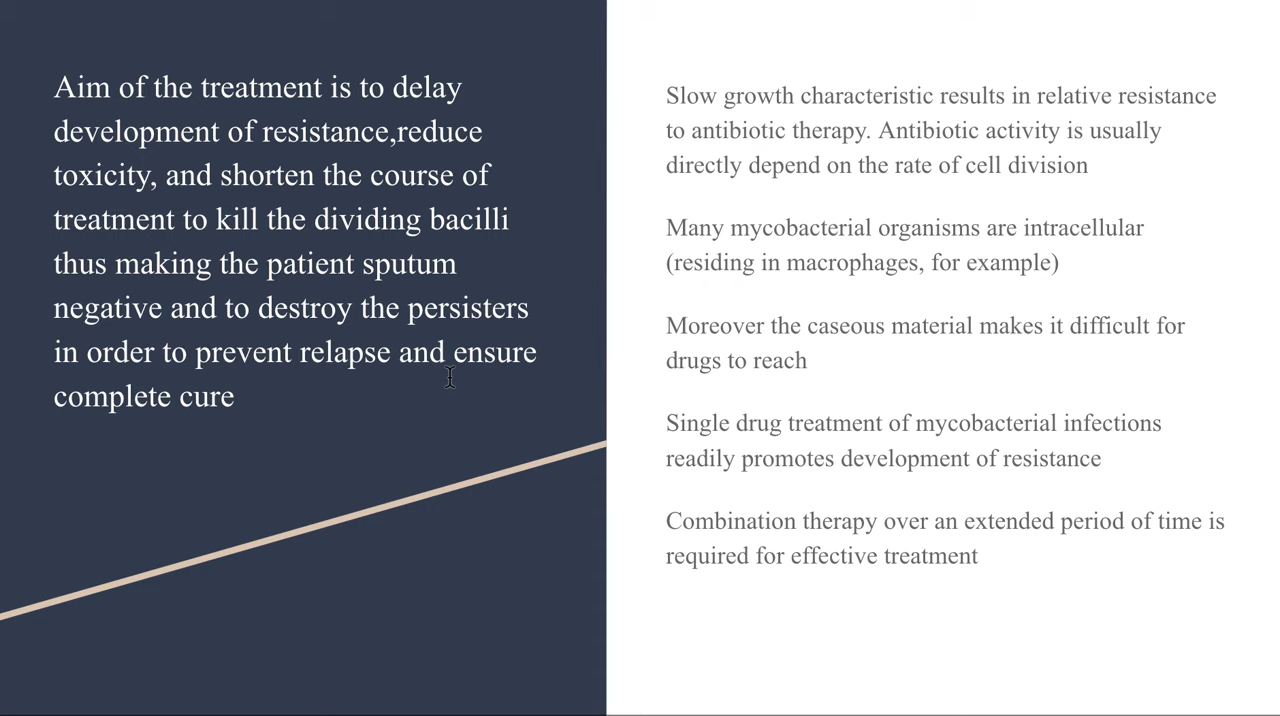 Aim of the treatment is to delay
development of resistance,reduce
toxicity, and shorten the course of
treatment to kill the dividing bacilli
thus making the patient sputum
negative and to destroy the persisters
in order to prevent relapse and ensure
complete cure
Slow growth characteristic results in relative resistance
to antibiotic therapy. Antibiotic activity is usually
directly depend on the rate of cell division
Many mycobacterial organisms are intracellular
(residing in macrophages, for example)
Moreover the caseous material makes it difficult for
drugs to reach
Single drug treatment of mycobacterial infections
readily promotes development of resistance
Combination therapy over an extended period of time is
required for effective treatment